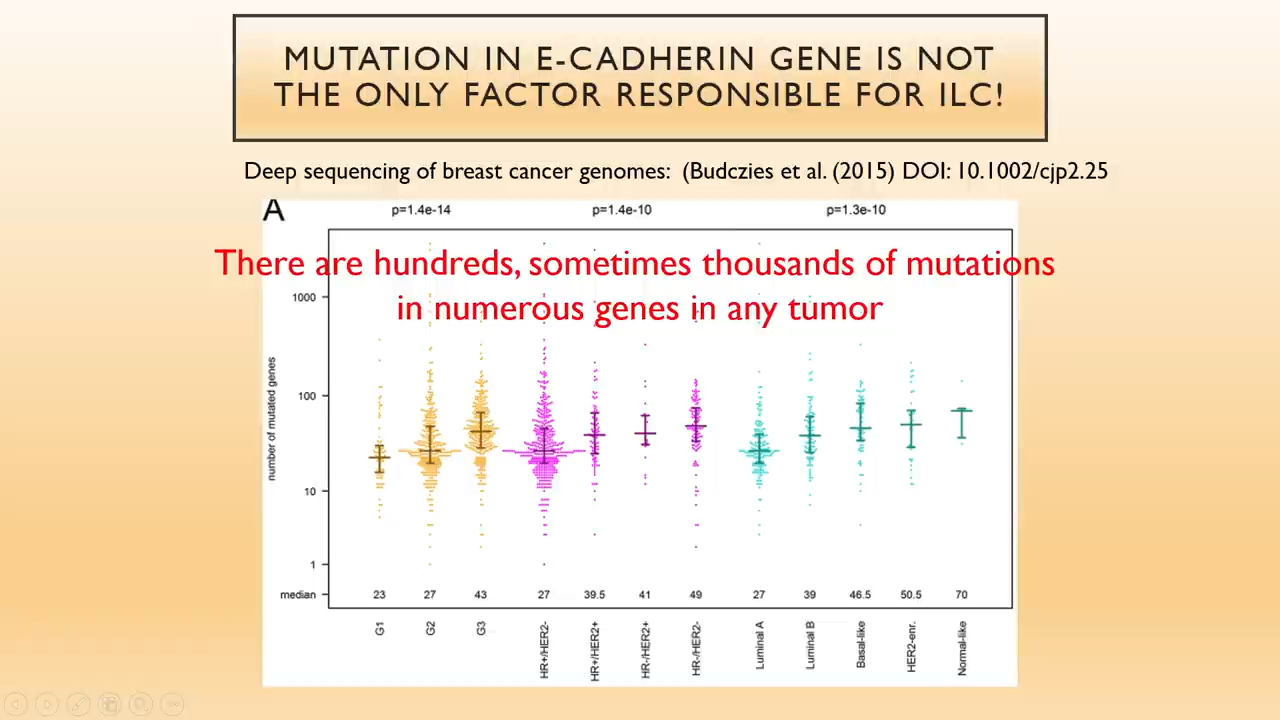 MUTATION IN E-CADHERIN GENE IS NOT
THE ONLY FACTOR RESPONSIBLE FOR ILC!
Deep sequencing of breast cancer genomes: (Budczies et al. (2015) DOI: 10.1002/cjp2.25
A
p=1.4e-14 p=1.4e-10 p=1.3e-10
There are hundreds, sometimes thousands of mutations
in numerous genes in any tumor
number of mutated genes
1000
100
10
1
median 23 27 43 27 39.5 41 49 27 39 46.5 50.5 70
G1 G2 G3 HR+/HER2- HR+/HER2+ HR-/HER2+ HR-/HER2- Luminal A Luminal B Basal-like HER2-enr. Normal-like